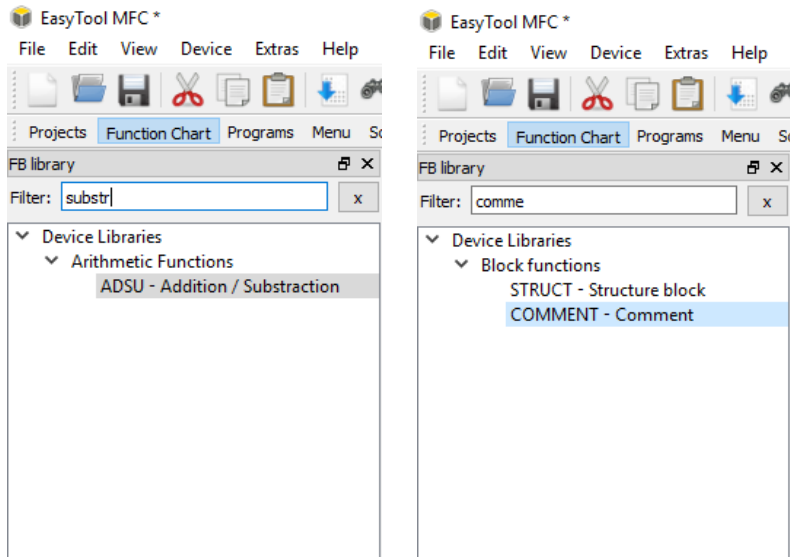 EasyTool MFC *
File Edit View Device Extras Help
Projects Function Chart Programs Menu
FB library
Filter: substr x
Device Libraries
Arithmetic Functions
ADSU - Addition / Substraction
EasyTool MFC *
File Edit View Device Extras Help
Projects Function Chart Programs Menu
FB library
Filter: comme x
Device Libraries
Block functions
STRUCT - Structure block
COMMENT - Comment